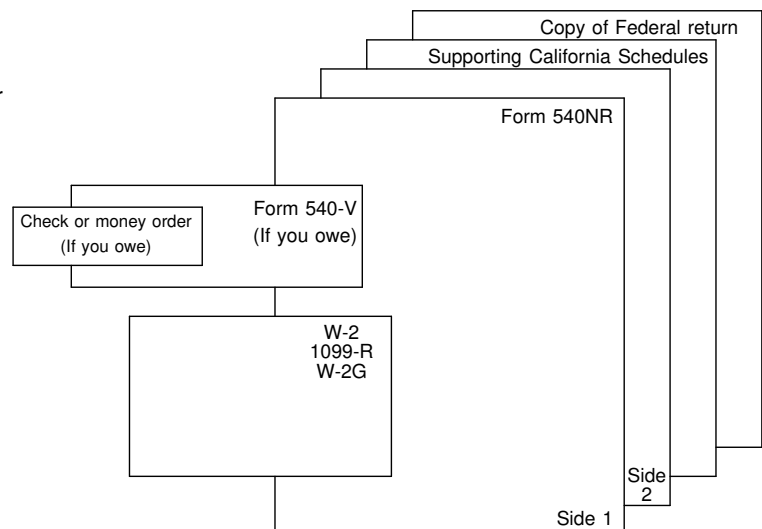 Copy of Federal return
Supporting California Schedules
Form 540NR
Form 540-V
(If you owe)
Check or money order
(If you owe)
W-2
1099-R
W-2G
Side
2
Side 1